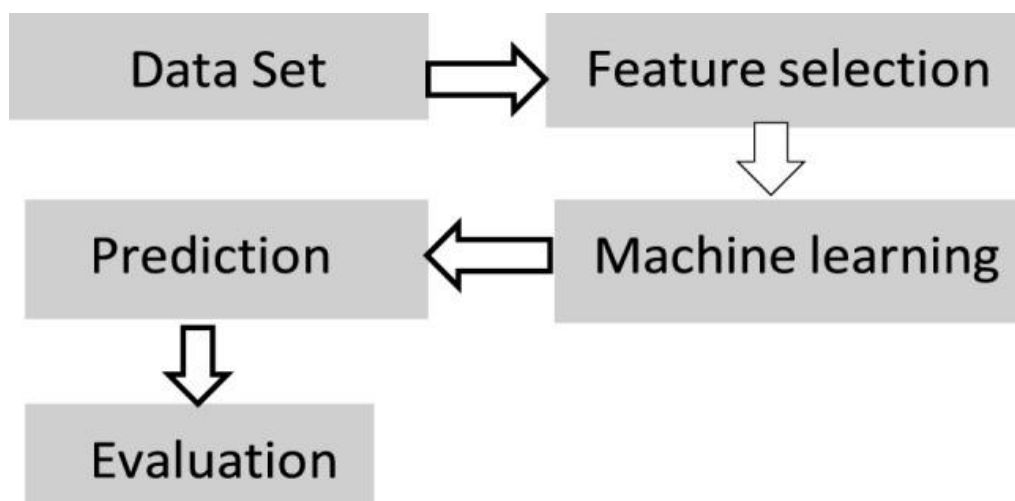 Data Set
Feature selection
Machine learning
Prediction
Evaluation